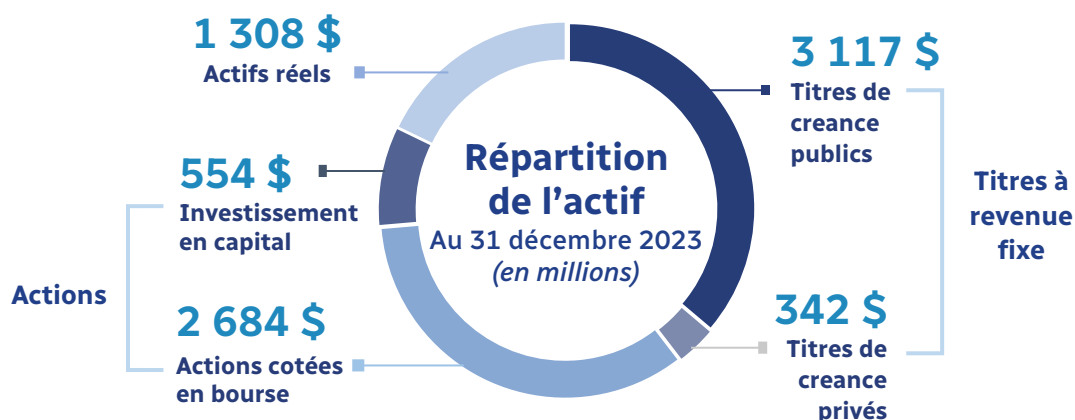 1 308 $
Actifs réels
554 $
Investissement
en capital
Actions
2 684 $
Actions cotées
en bourse
Répartition
de l’actif
Au 31 décembre 2023
(en millions)
3 117 $
Titres de
creance
publics
Titres à
revenue
fixe
342 $
Titres de
creance
privés